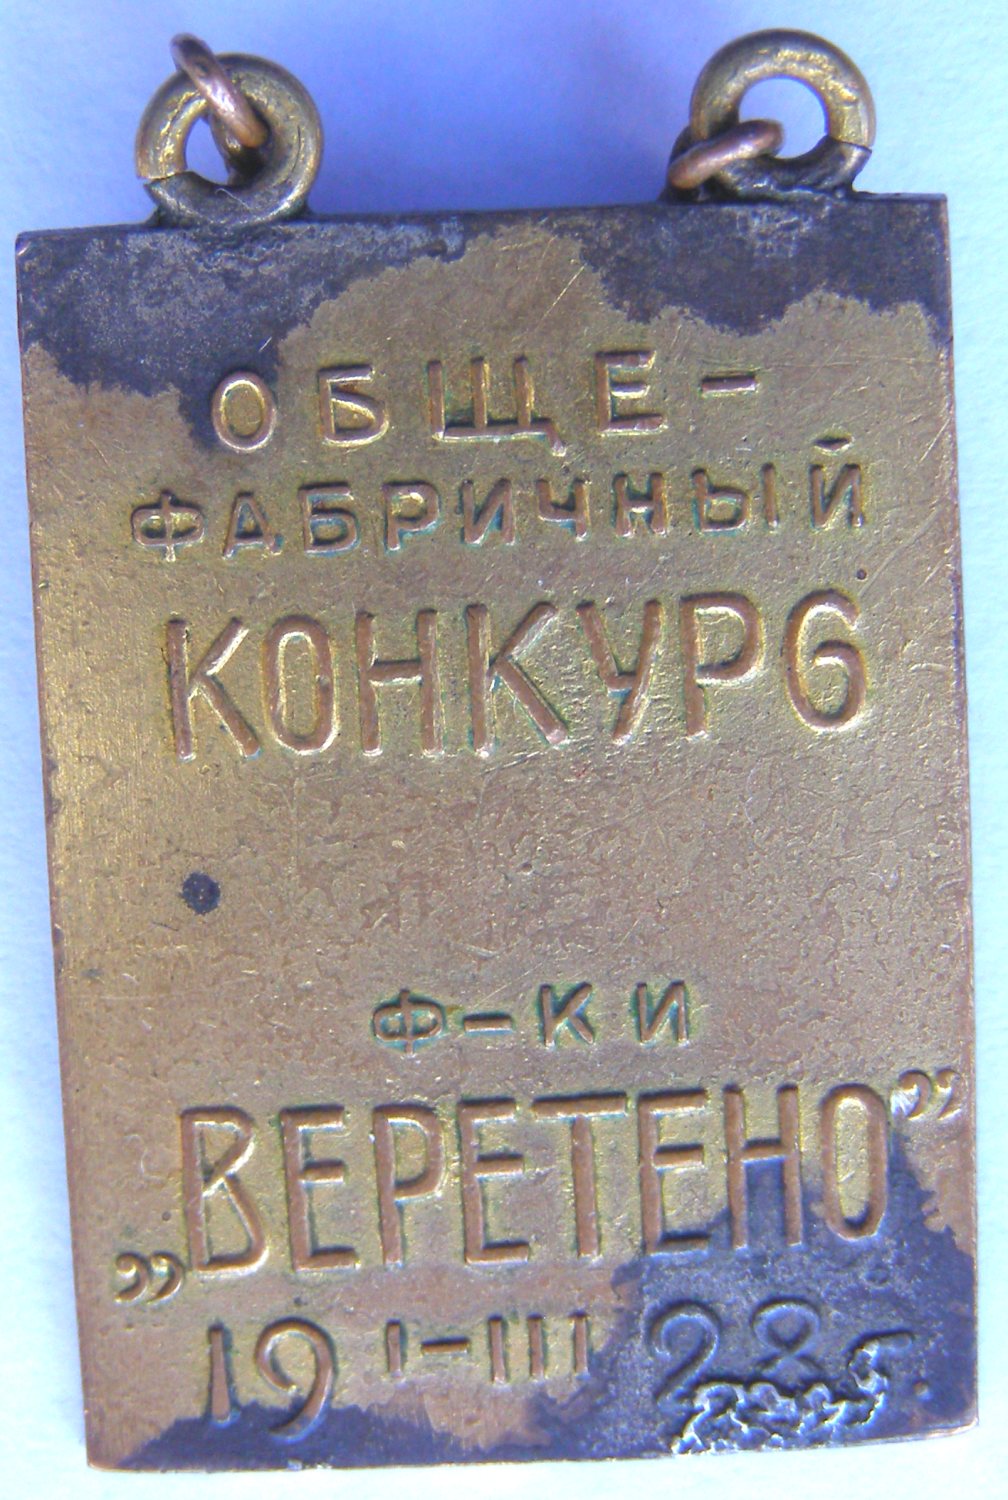 ОБЩЕ-
ФАБРИЧНЫЙ
КОНКУРС
Ф-КИ
„ВЕРЕТЕНО”
19 I-III 28 г.